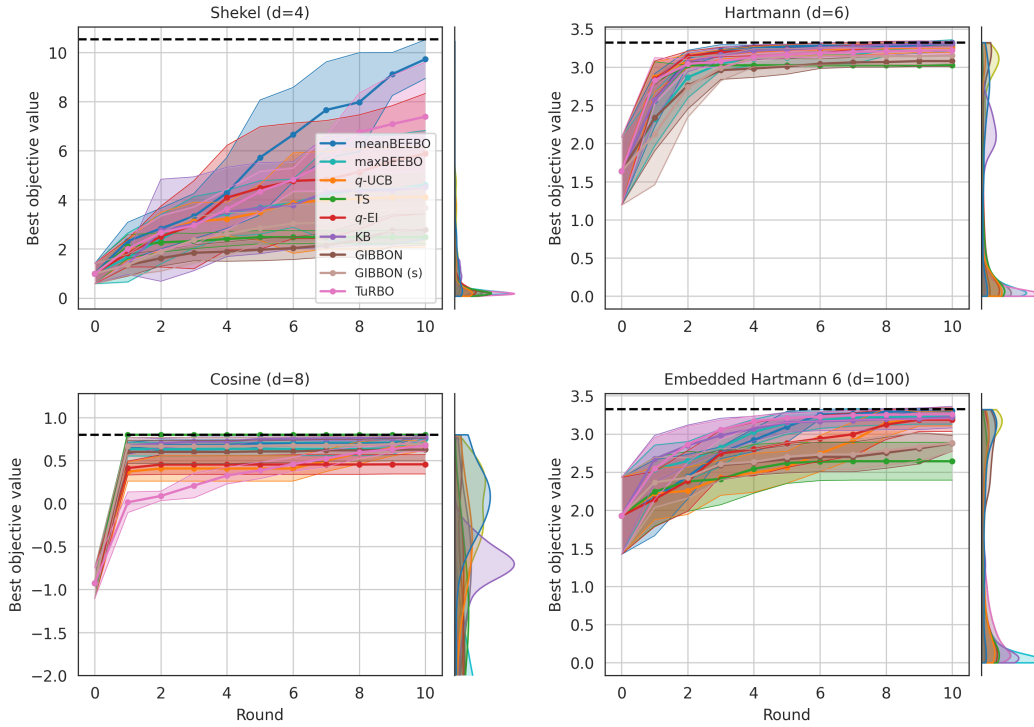 Shekel (d=4)
Best objective value
10
8
6
4
2
0
0 2 4 6 8 10
meanBEEBO
maxBEEBO
q-UCB
TS
q-EI
KB
GIBBON
GIBBON (s)
TuRBO
Hartmann (d=6)
Best objective value
3.5
3.0
2.5
2.0
1.5
1.0
0.5
0.0
0 2 4 6 8 10
Cosine (d=8)
Best objective value
1.0
0.5
0.0
−0.5
−1.0
−1.5
−2.0
0 2 4 6 8 10
Round
Embedded Hartmann 6 (d=100)
Best objective value
3.5
3.0
2.5
2.0
1.5
1.0
0.5
0.0
0 2 4 6 8 10
Round